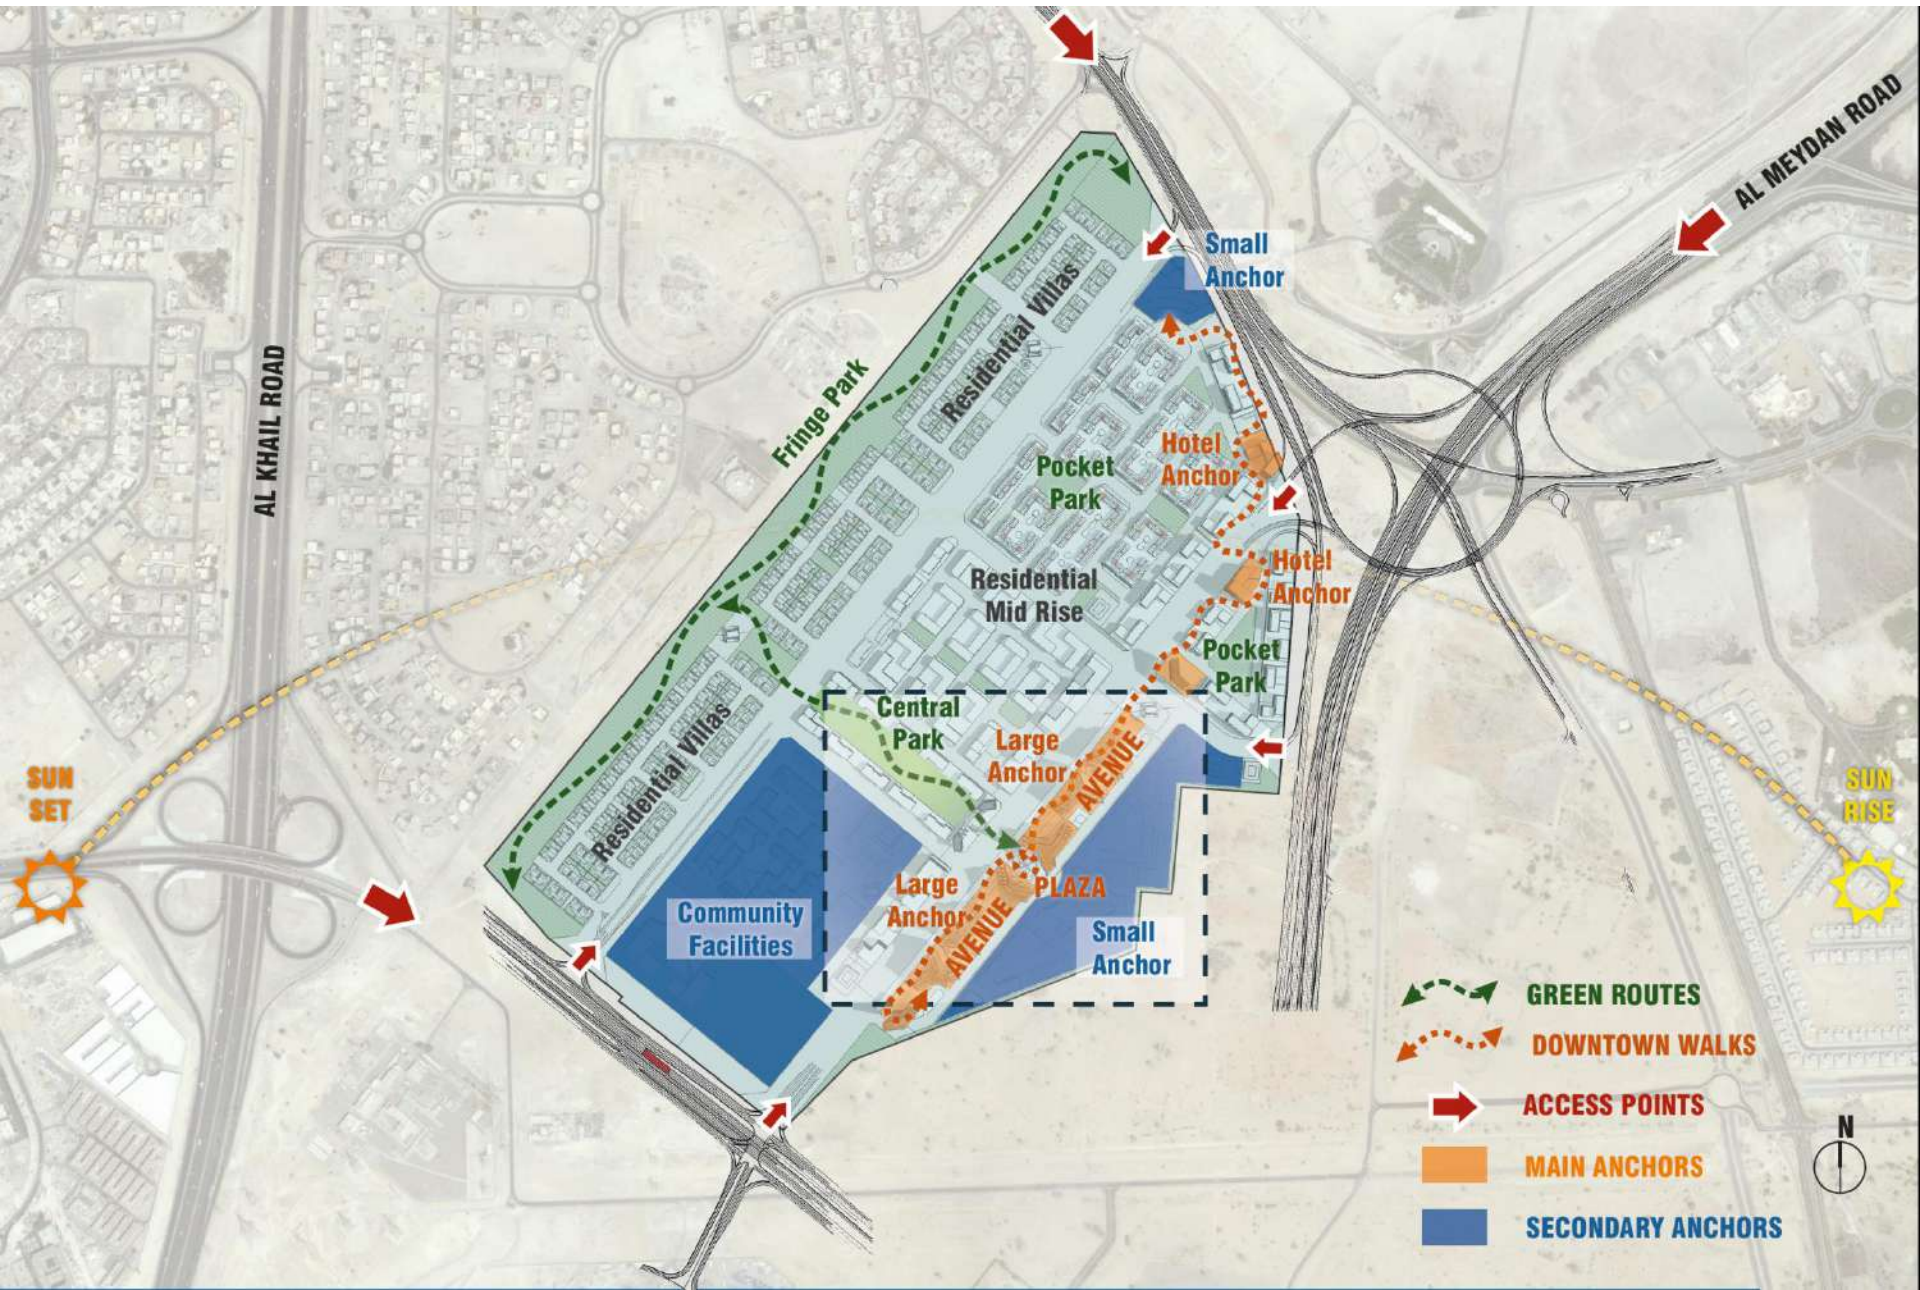 AL MEYDAN ROAD
Small
Anchor
Residential Villas
AL KHAIL ROAD
Fringe Park
Hotel
Anchor
Pocket
Park
Hotel
Anchor
Residential
Mid Rise
Pocket
Park
Central
Park
Large
Anchor
AVENUE
Residential Villas
SUN
SET
SUN
RISE
Large
Anchor
PLAZA
AVENUE
Community
Facilities
Small
Anchor
GREEN ROUTES
DOWNTOWN WALKS
ACCESS POINTS
MAIN ANCHORS
SECONDARY ANCHORS
N